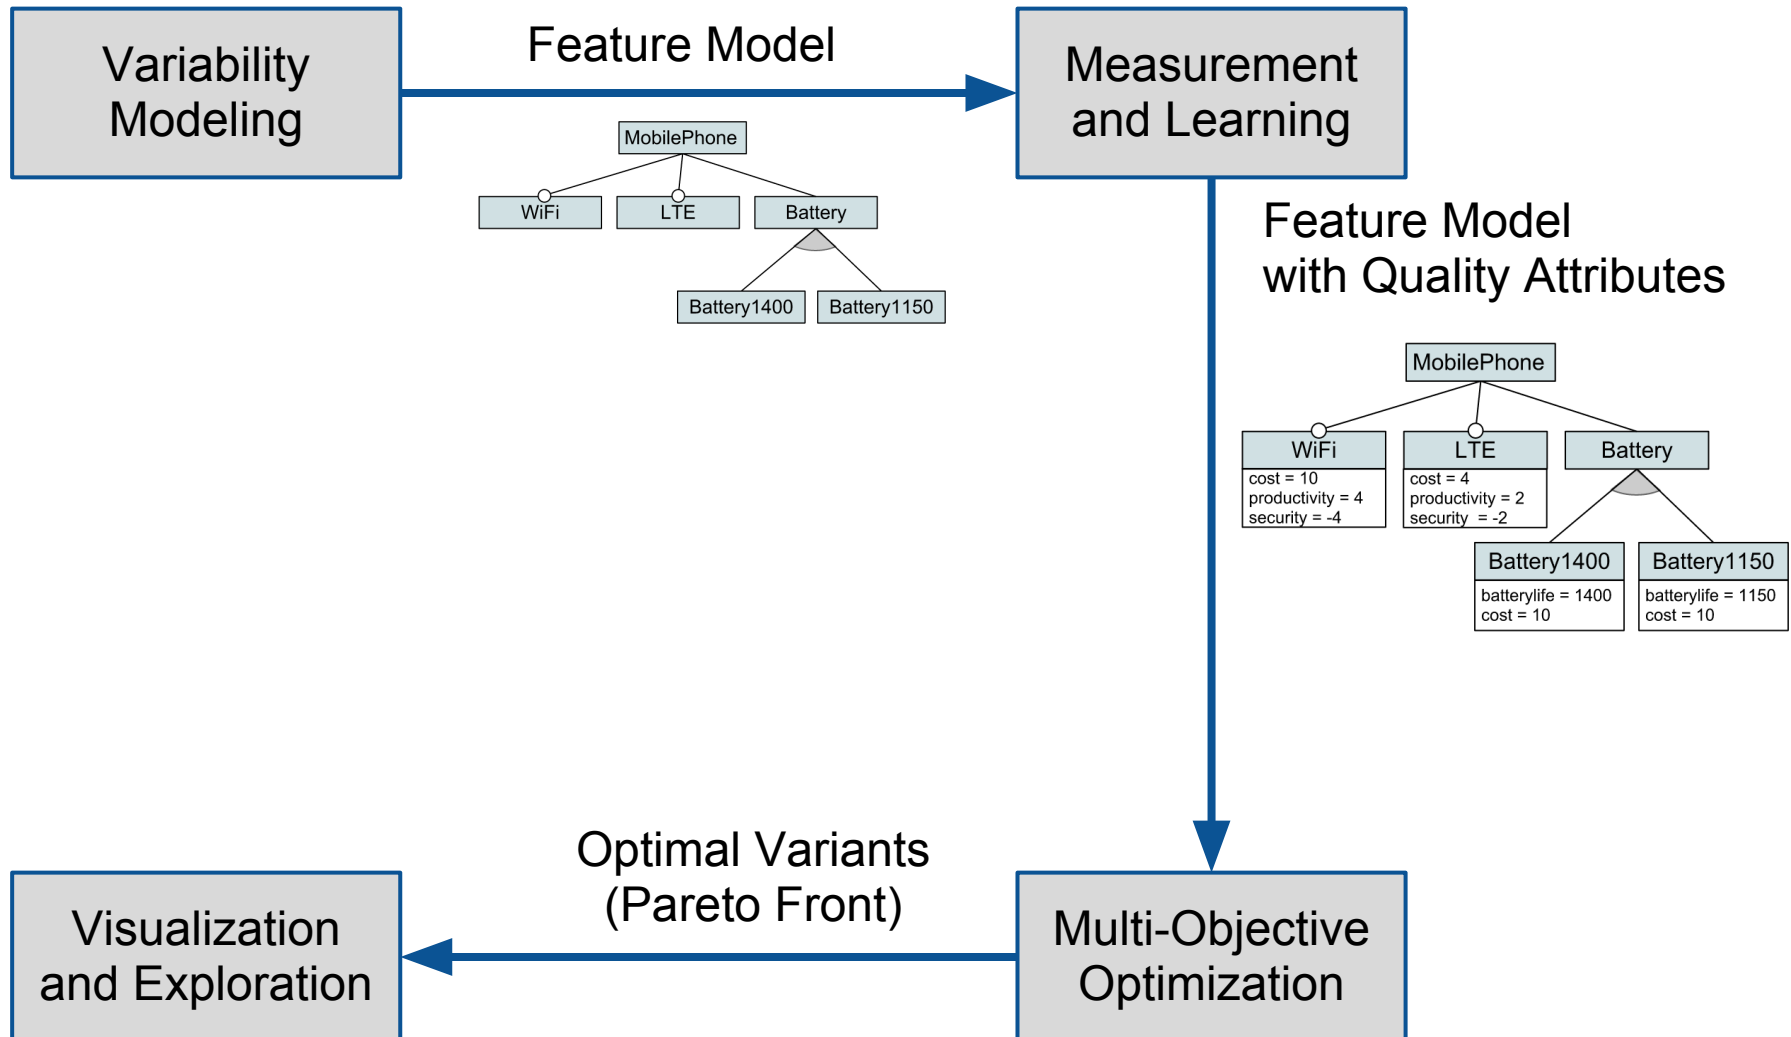 Variability
Modeling
Feature Model
Measurement
and Learning
MobilePhone
WiFi
LTE
Battery
Battery1400
Battery1150
Feature Model
with Quality Attributes
MobilePhone
WiFi
cost = 10
productivity = 4
security = -4
LTE
cost = 4
productivity = 2
security  = -2
Battery
Battery1400
batterylife = 1400
cost = 10
Battery1150
batterylife = 1150
cost = 10
Multi-Objective
Optimization
Optimal Variants
(Pareto Front)
Visualization
and Exploration